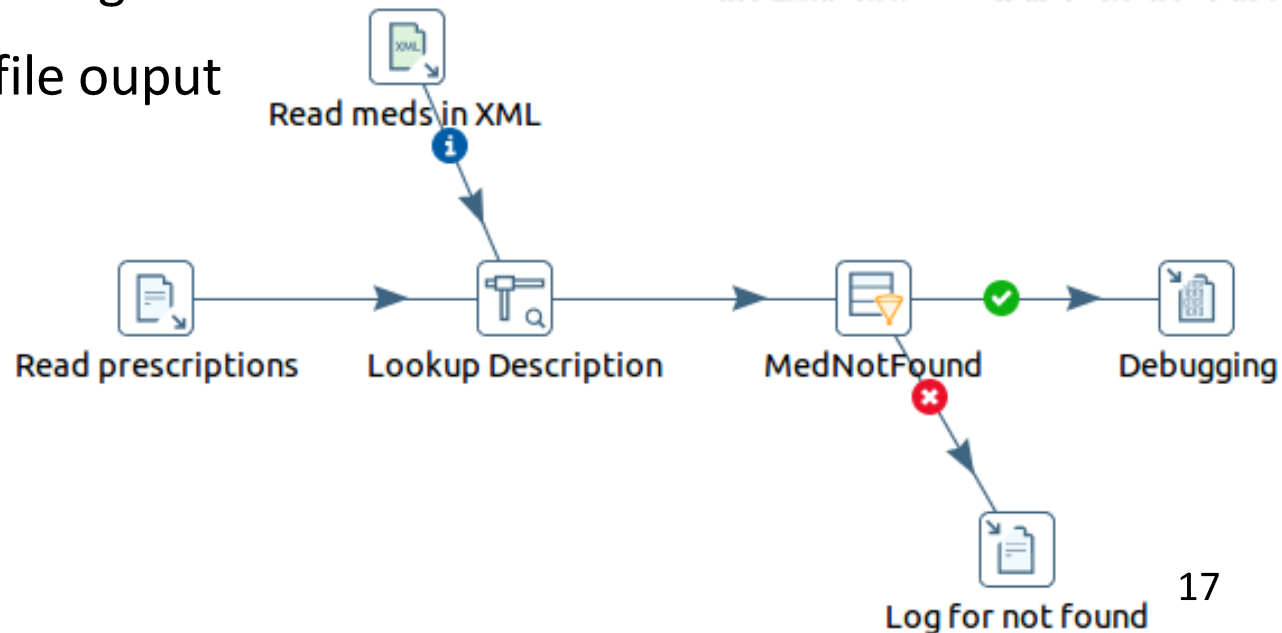 file ouput
XML
Read meds in XML
Read prescriptions
Lookup Description
MedNotFound
Debugging
Log for not found
17